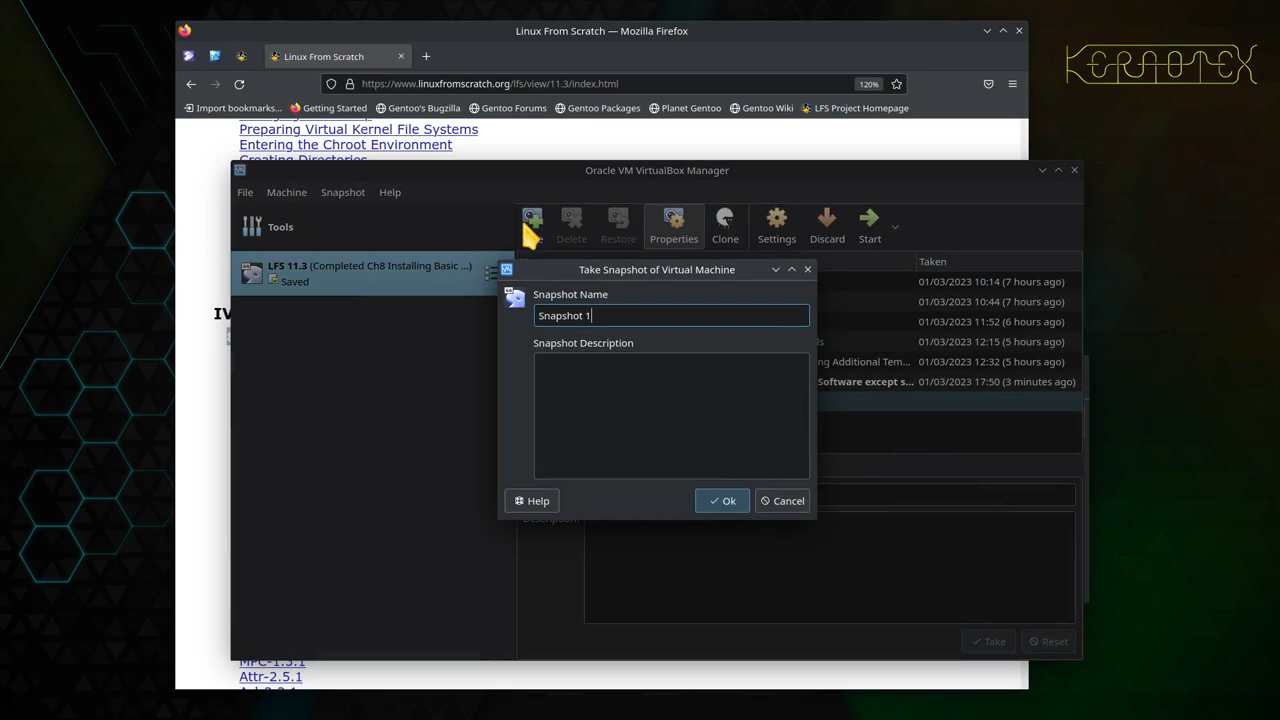 Linux From Scratch — Mozilla Firefox
KERAOTEX
Linux From Scratch
https://www.linuxfromscratch.org/lfs/view/11.3/index.html
120%
Import bookmarks...
Getting Started
Gentoo's Bugzilla
Gentoo Forums
Gentoo Packages
Planet Gentoo
Gentoo Wiki
LFS Project Homepage
Preparing Virtual Kernel File Systems
Entering the Chroot Environment
Creating Directories
Oracle VM VirtualBox Manager
File
Machine
Snapshot
Help
Tools
Delete
Restore
Properties
Clone
Settings
Discard
Start
LFS 11.3 (Completed Ch8 Installing Basic ...)
Saved
Taken
01/03/2023 10:14 (7 hours ago)
01/03/2023 10:44 (7 hours ago)
01/03/2023 11:52 (6 hours ago)
01/03/2023 12:15 (5 hours ago)
ng Additional Tem... 01/03/2023 12:32 (5 hours ago)
Software except s... 01/03/2023 17:50 (3 minutes ago)
Take Snapshot of Virtual Machine
Snapshot Name
Snapshot 1
Snapshot Description
Help
Ok
Cancel
IV
Take
Reset
MPC-1.3.1
Attr-2.5.1